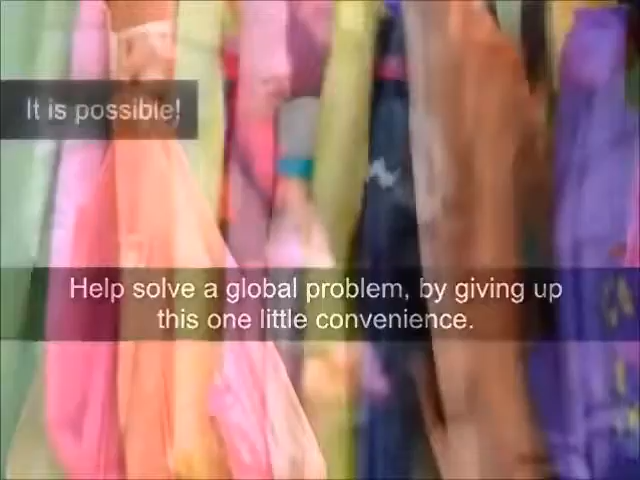 It is possible!
Help solve a global problem, by giving up
this one little convenience.